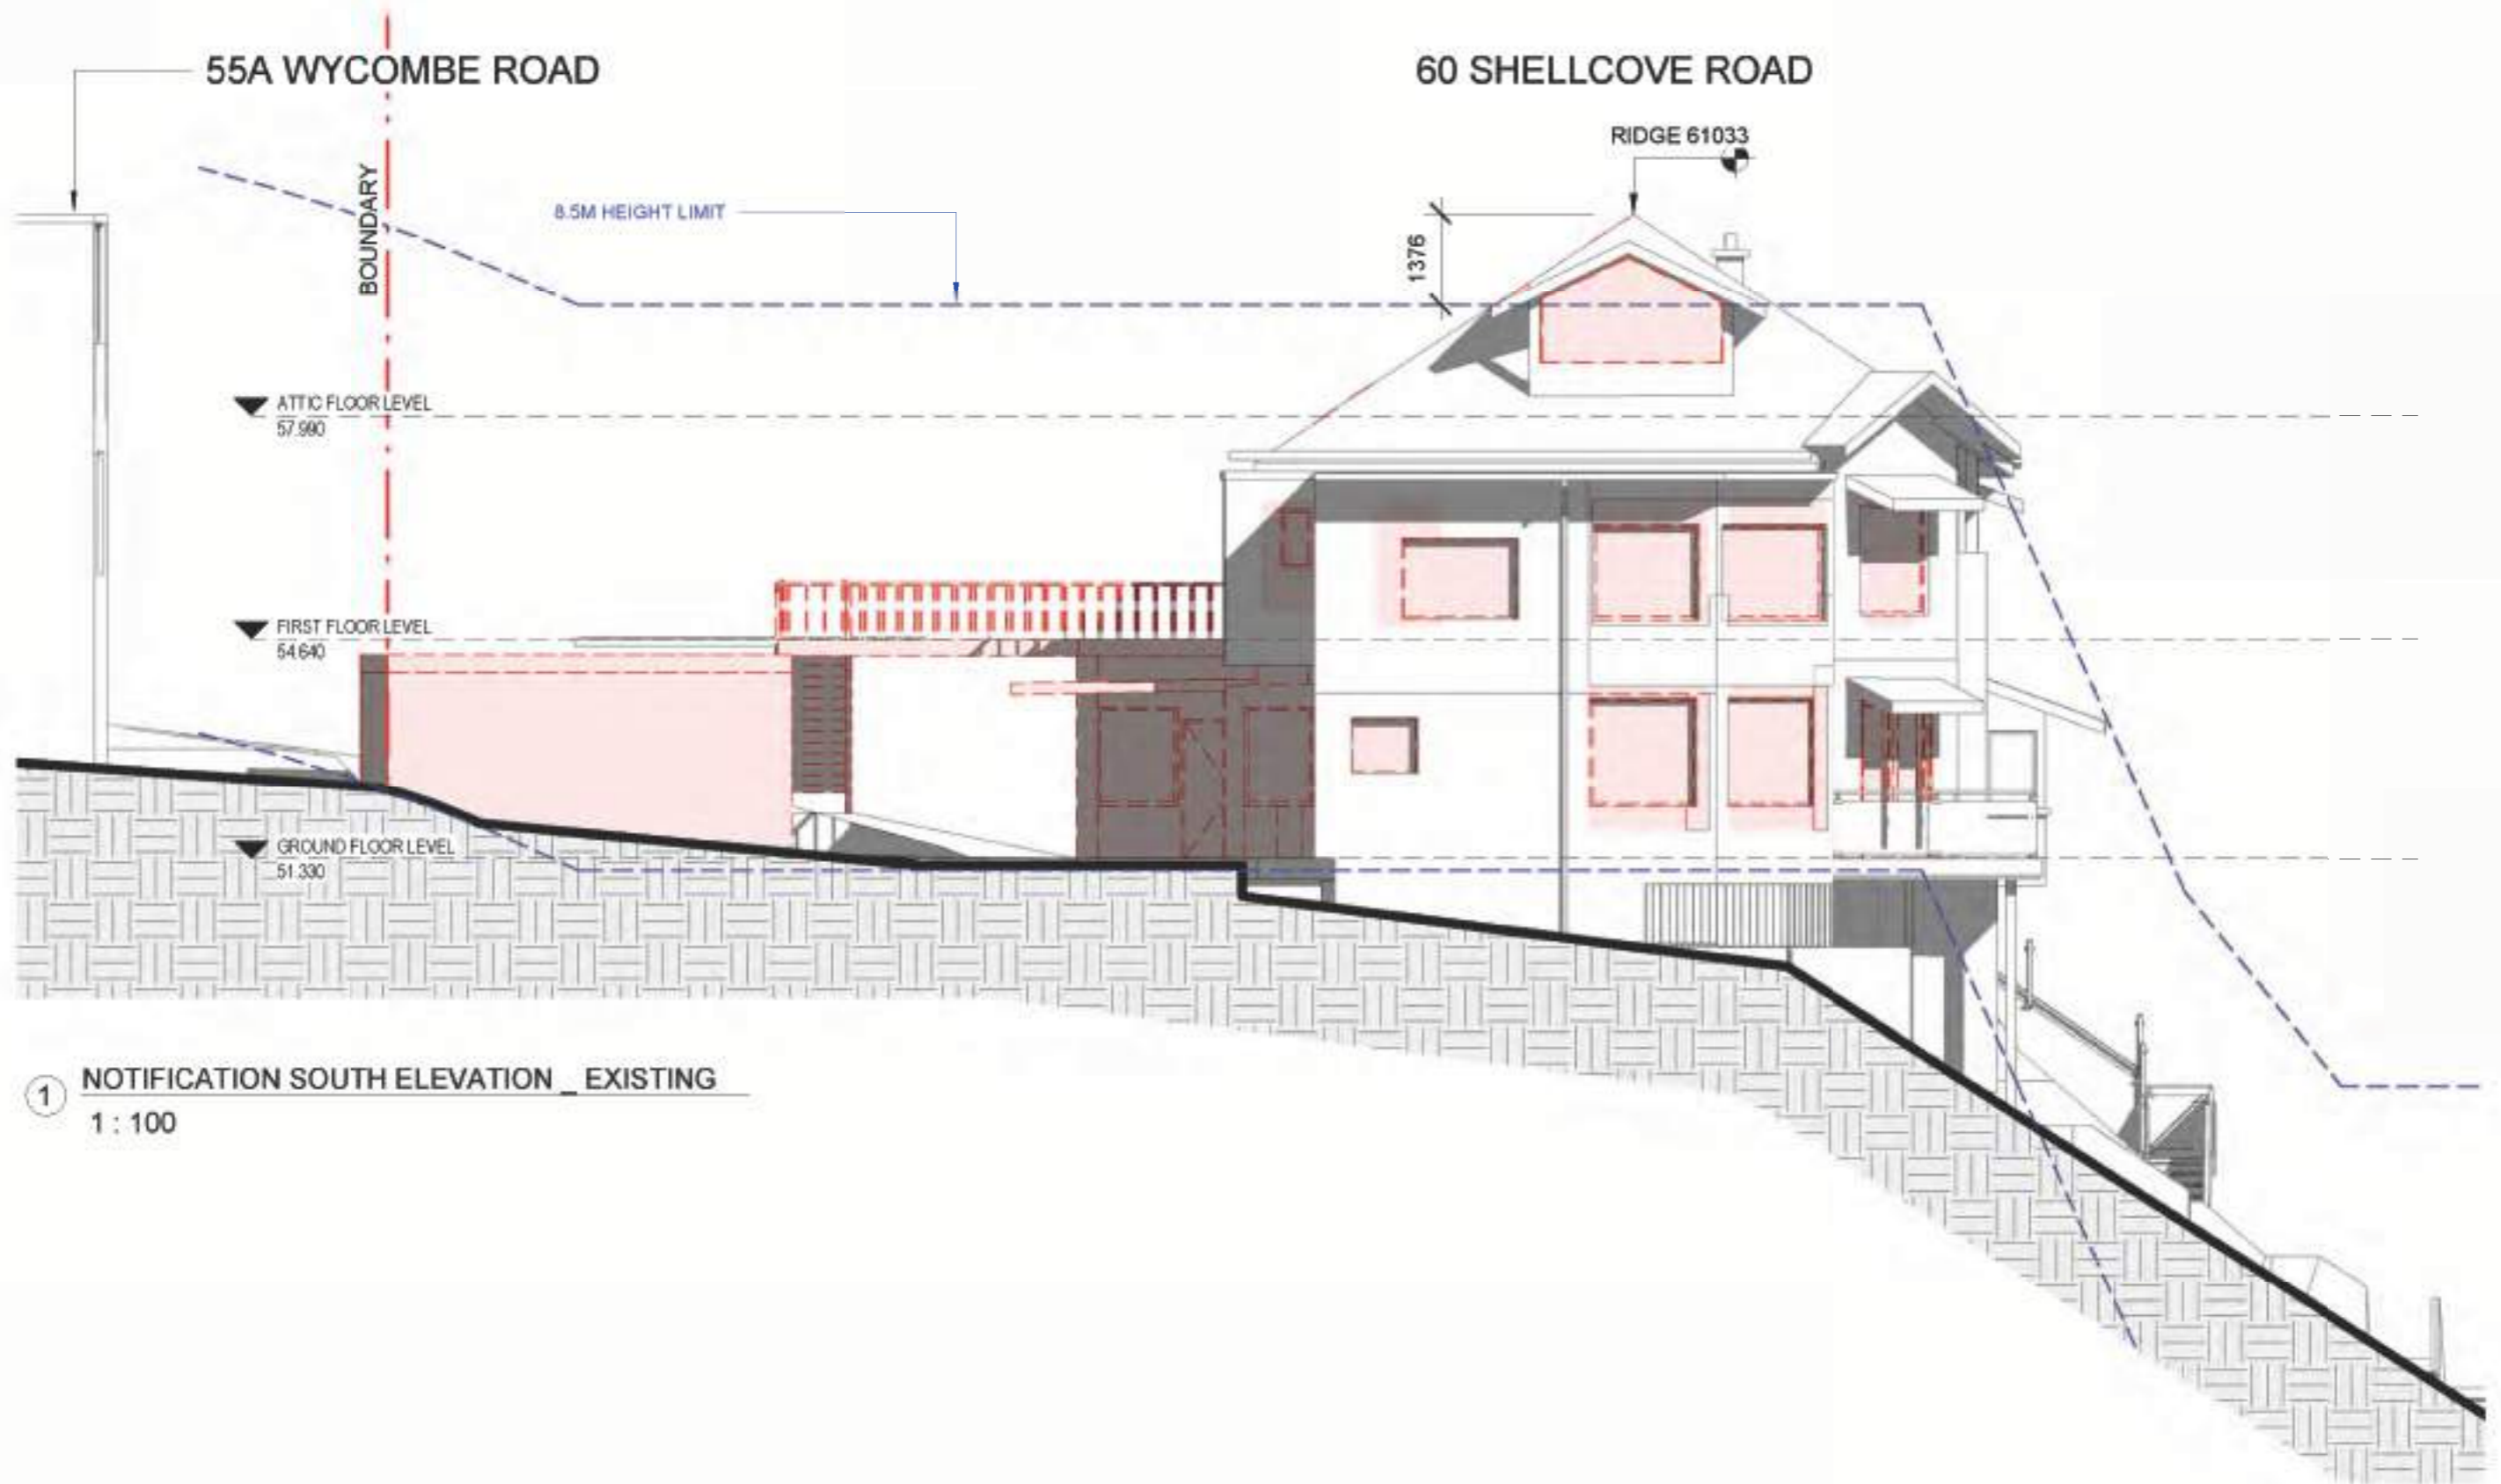 55A WYCOMBE ROAD
60 SHELLCOVE ROAD
RIDGE 61033
BOUNDARY
8.5M HEIGHT LIMIT
1376
ATTIC FLOOR LEVEL
57.990
FIRST FLOOR LEVEL
54.640
GROUND FLOOR LEVEL
51.330
1
NOTIFICATION SOUTH ELEVATION _ EXISTING
1 : 100